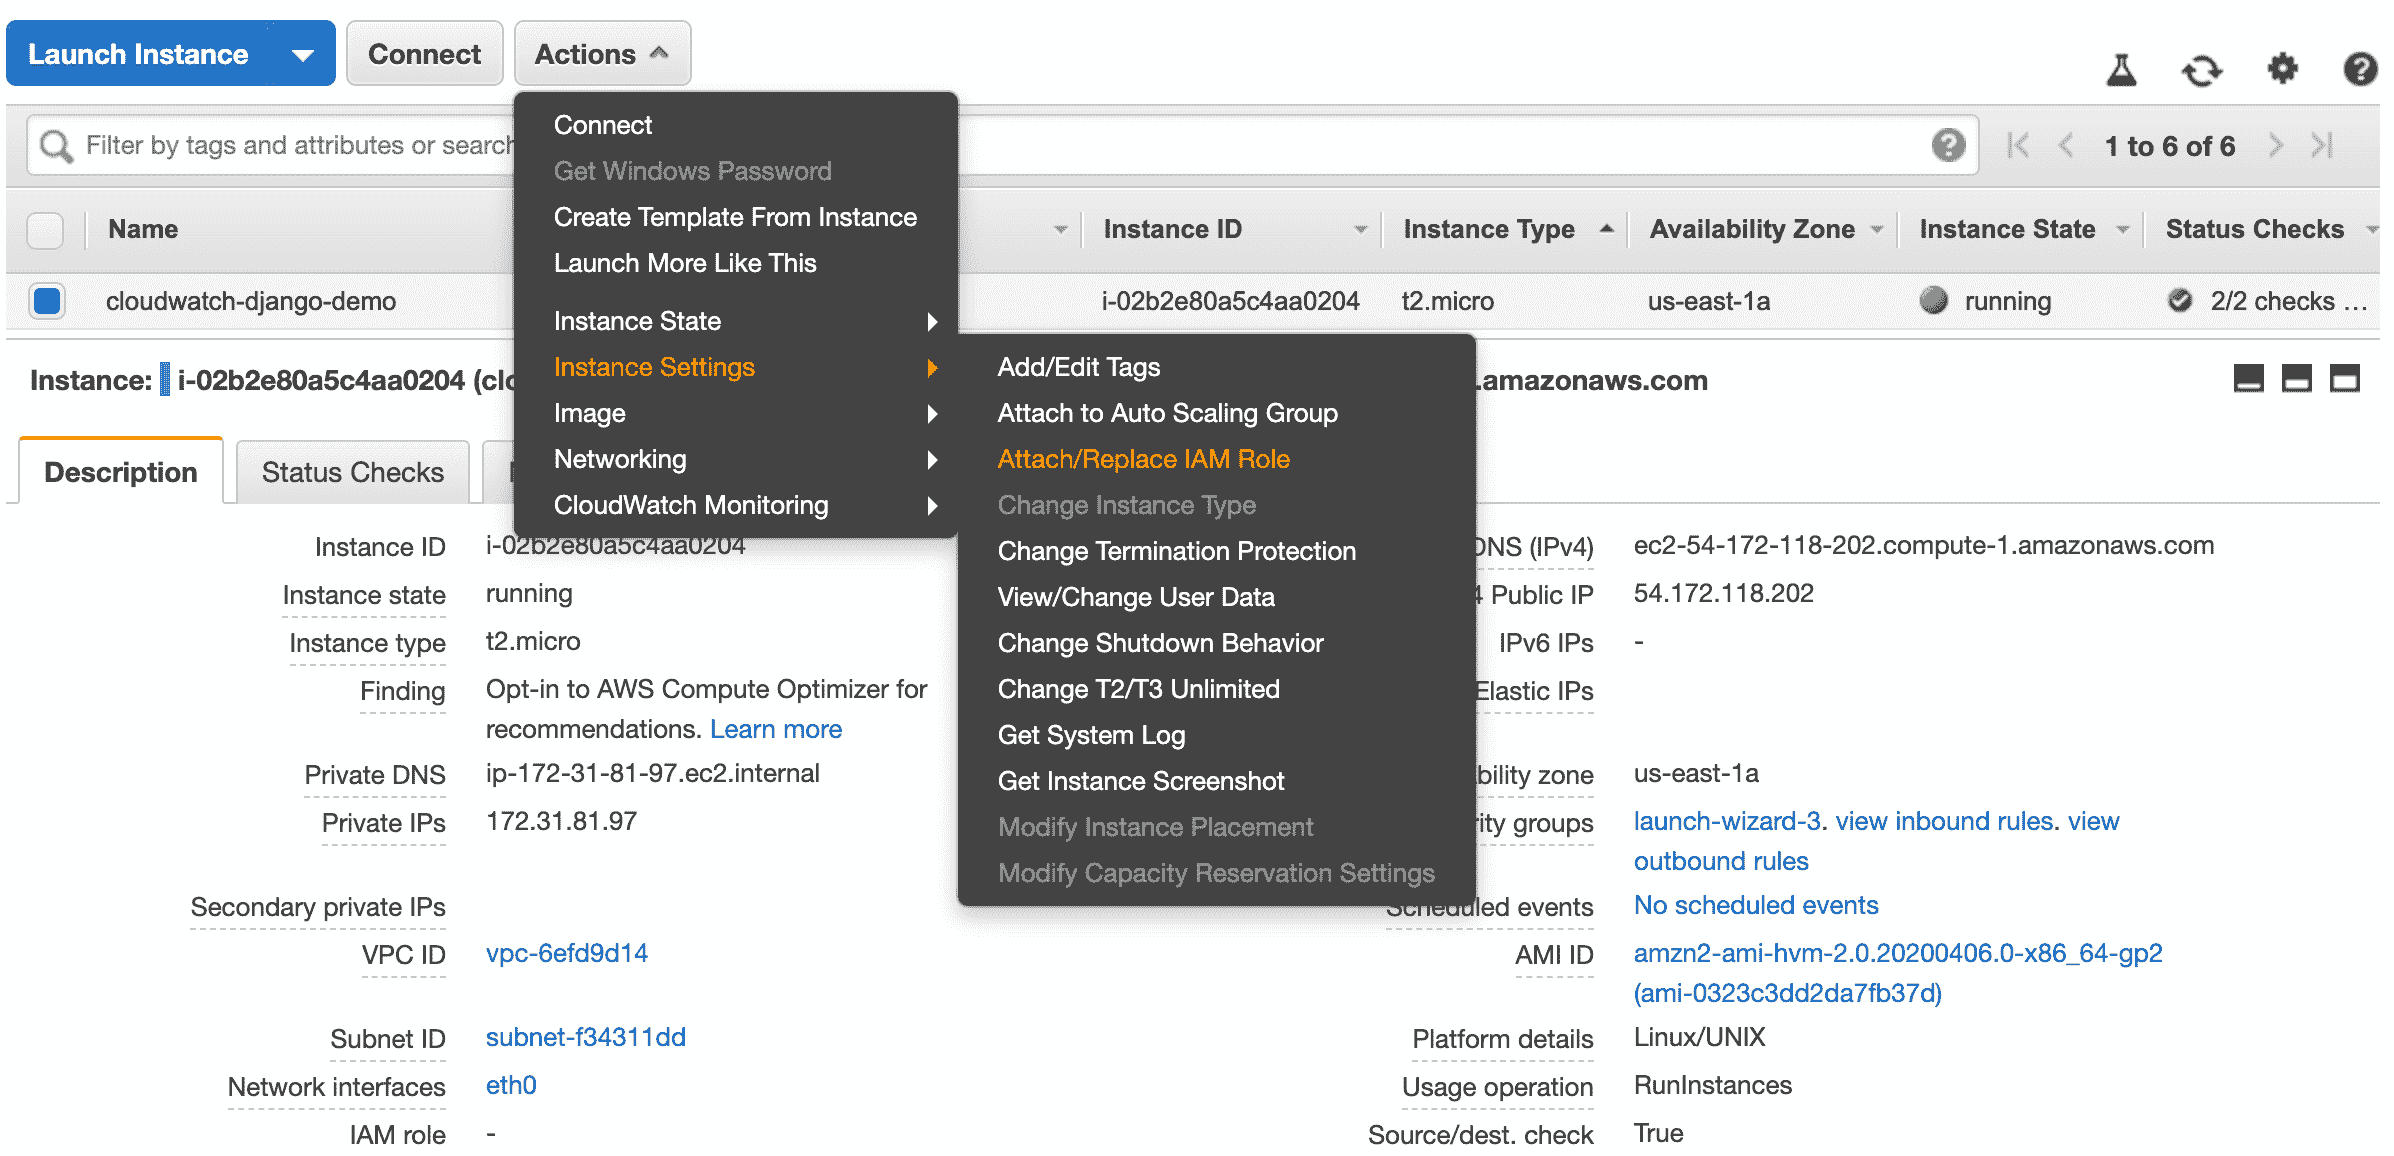 Launch Instance
Connect
Actions
Filter by tags and attributes or search
1 to 6 of 6
Name
Instance ID
Instance Type
Availability Zone
Instance State
Status Checks
cloudwatch-django-demo
i-02b2e80a5c4aa0204
t2.micro
us-east-1a
running
2/2 checks ...
Connect
Get Windows Password
Create Template From Instance
Launch More Like This
Instance State
Instance Settings
Image
Networking
CloudWatch Monitoring
Add/Edit Tags
Attach to Auto Scaling Group
Attach/Replace IAM Role
Change Instance Type
Change Termination Protection
View/Change User Data
Change Shutdown Behavior
Change T2/T3 Unlimited
Get System Log
Get Instance Screenshot
Modify Instance Placement
Modify Capacity Reservation Settings
Instance: i-02b2e80a5c4aa0204 (clo
.amazonaws.com
Description
Status Checks
Instance ID
i-02b2e80a5c4aa0204
Instance state
running
Instance type
t2.micro
Finding
Opt-in to AWS Compute Optimizer for
recommendations. Learn more
Private DNS
ip-172-31-81-97.ec2.internal
Private IPs
172.31.81.97
Secondary private IPs
VPC ID
vpc-6efd9d14
Subnet ID
subnet-f34311dd
Network interfaces
eth0
IAM role
-
DNS (IPv4)
ec2-54-172-118-202.compute-1.amazonaws.com
4 Public IP
54.172.118.202
IPv6 IPs
-
Elastic IPs
bility zone
us-east-1a
rity groups
launch-wizard-3. view inbound rules. view
outbound rules
Scheduled events
No scheduled events
AMI ID
amzn2-ami-hvm-2.0.20200406.0-x86_64-gp2
(ami-0323c3dd2da7fb37d)
Platform details
Linux/UNIX
Usage operation
RunInstances
Source/dest. check
True